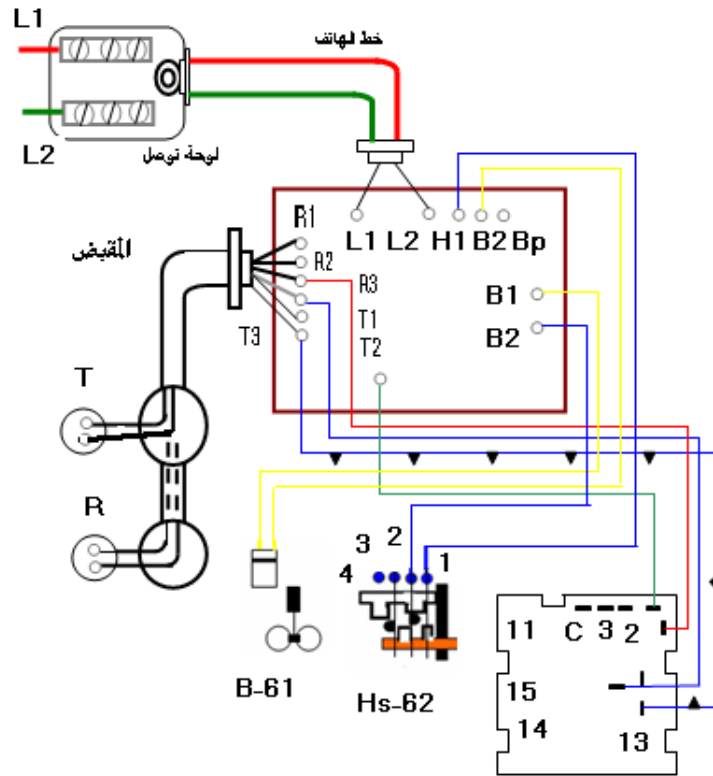 L1
خط الهاتف
L2
لوحة توصل
المقبض
R1
L1 L2 H1 B2 Bp
R2
R3
B1
T1
T3
T2
B2
T
R
3 2
4 1
11 C 3 2
15
14 13
B-61
Hs-62